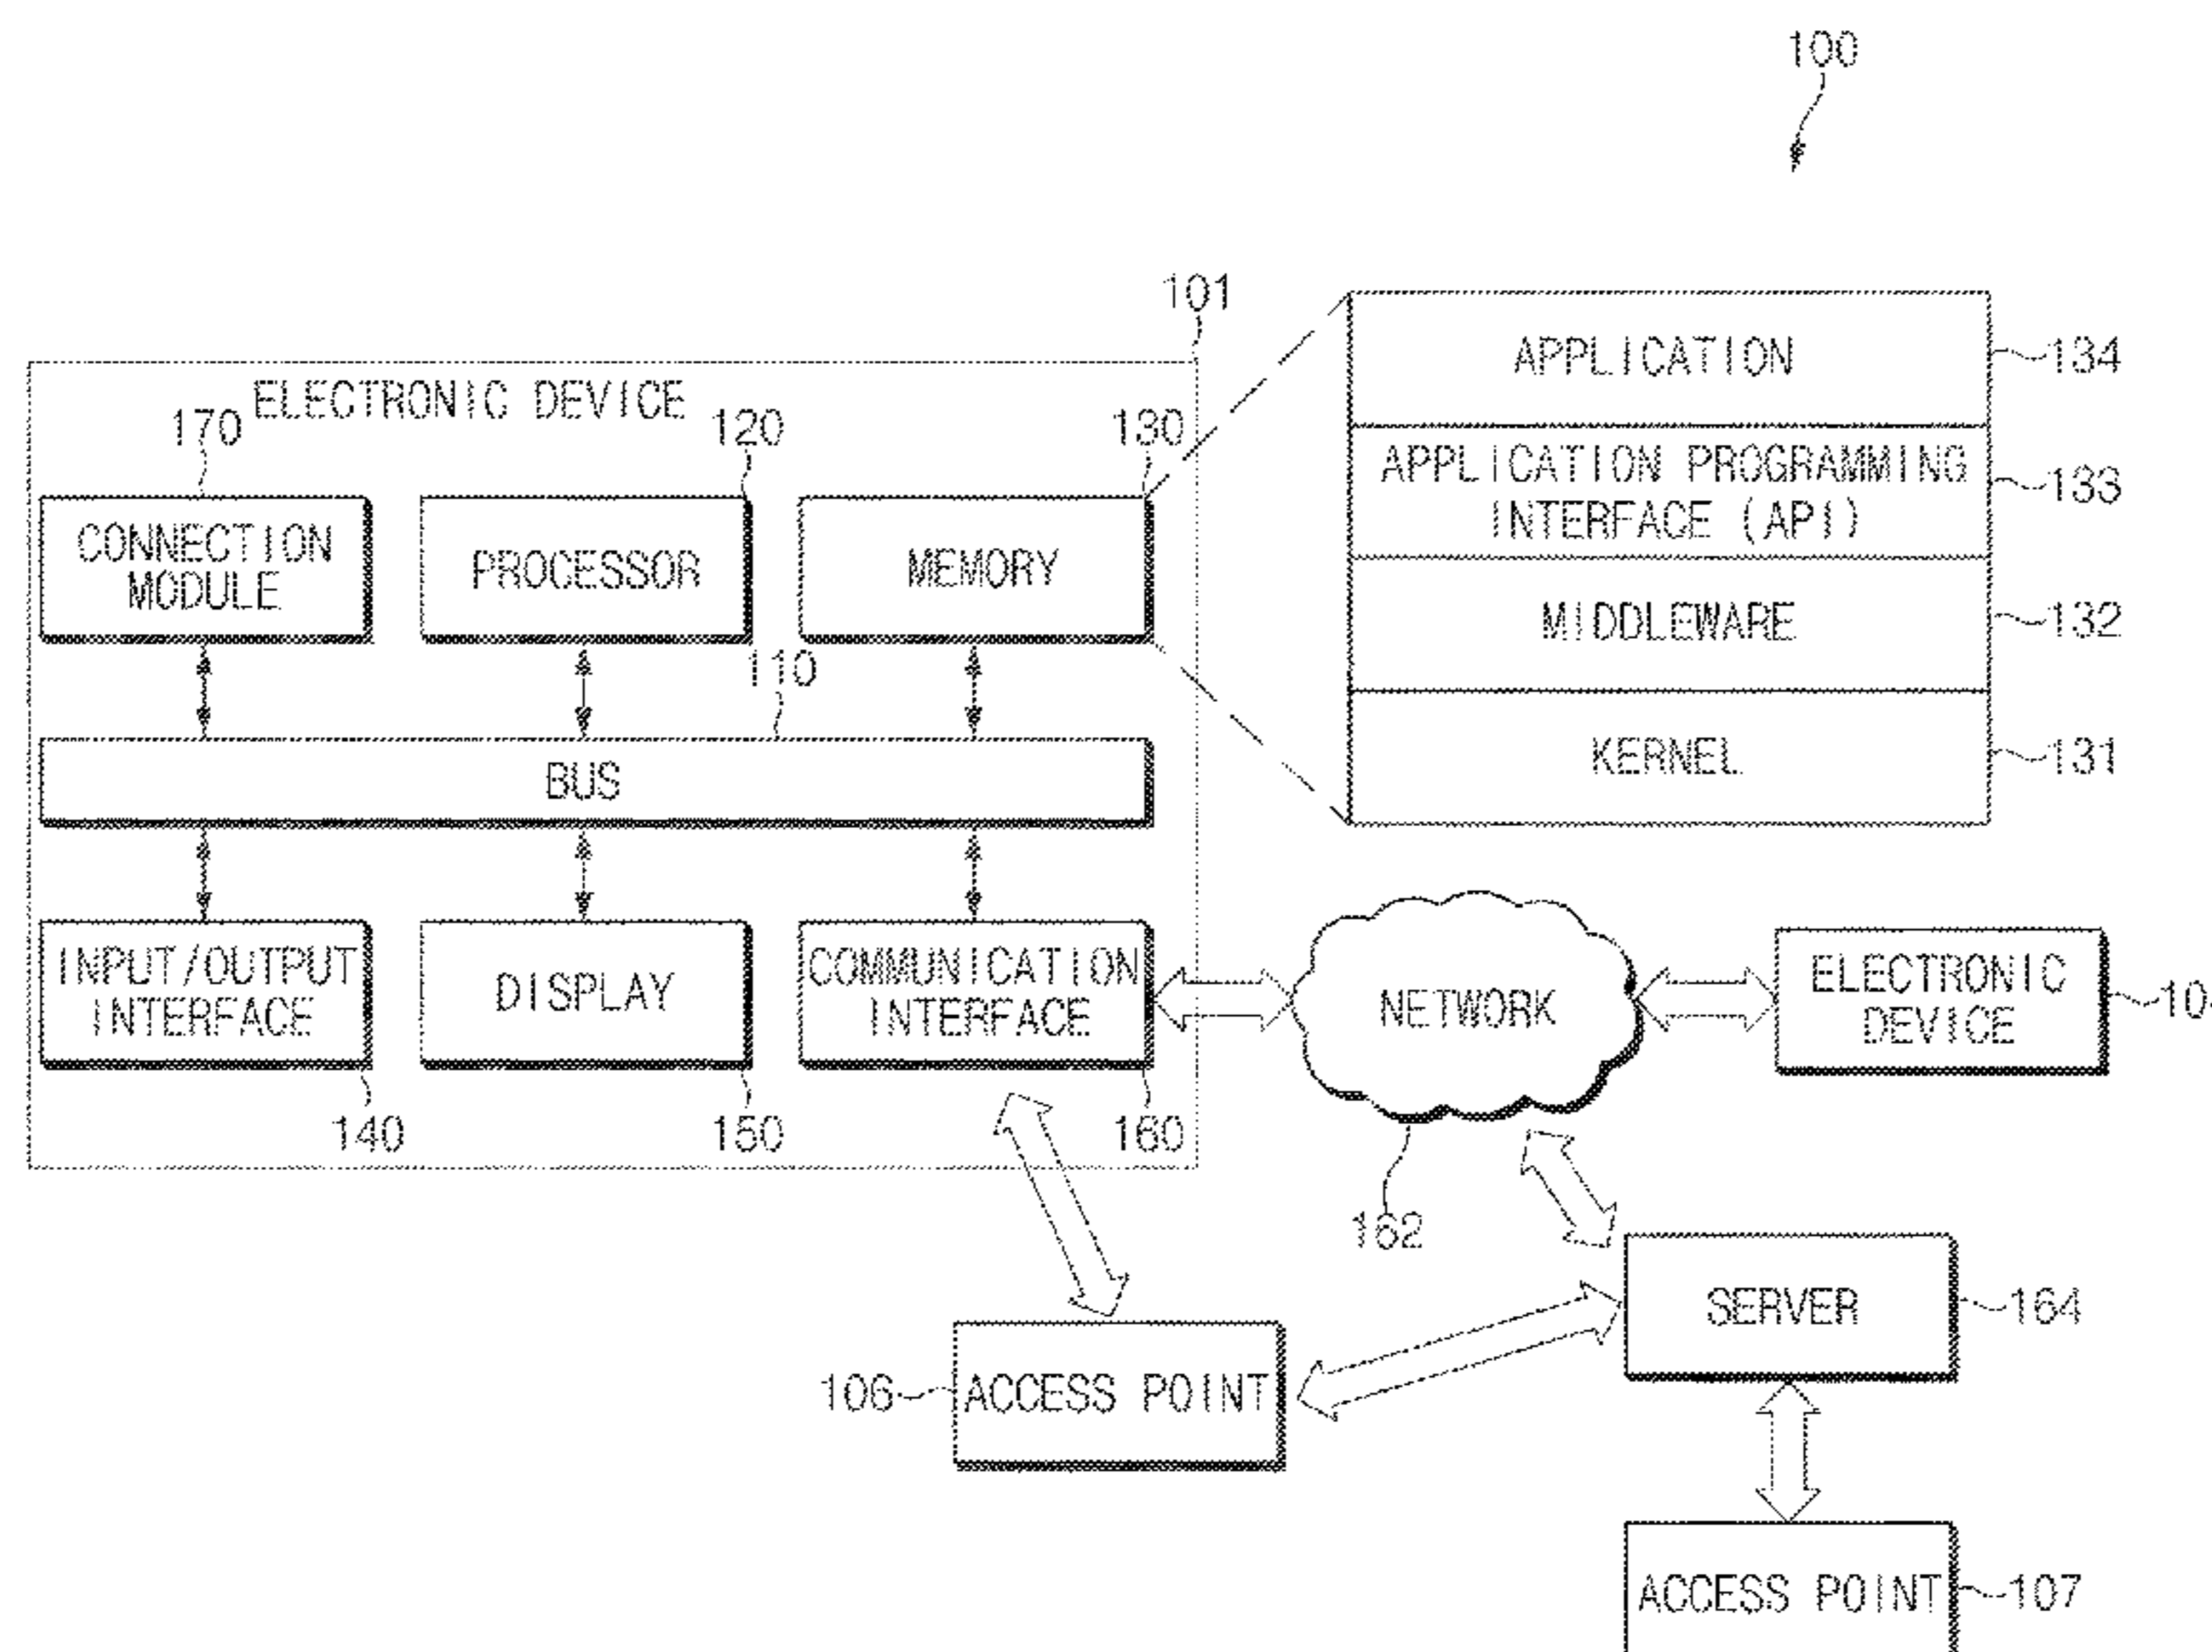 100
101
ELECTRONIC DEVICE
170
120
130
CONNECTION
MODULE
PROCESSOR
MEMORY
110
BUS
INPUT/OUTPUT
INTERFACE
DISPLAY
COMMUNICATION
INTERFACE
140
150
160
APPLICATION
134
APPLICATION PROGRAMMING
INTERFACE (API)
133
MIDDLEWARE
132
KERNEL
131
NETWORK
162
ELECTRONIC
DEVICE
SERVER
164
106
ACCESS POINT
ACCESS POINT
107